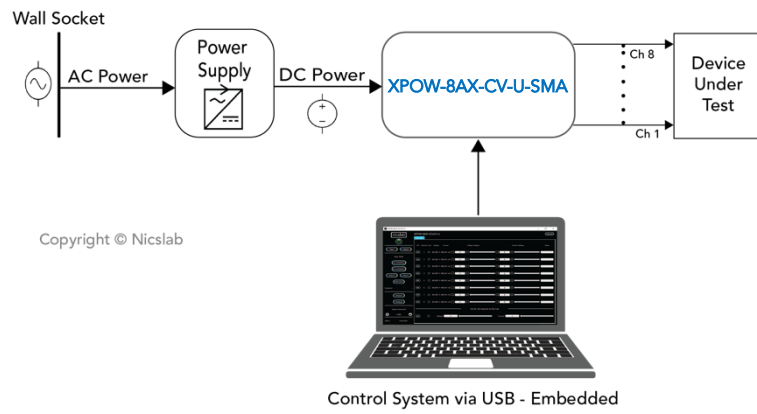 Wall Socket
AC Power
Power
Supply
DC Power
XPOW-8AX-CV-U-SMA
Ch 8
Ch 1
Device
Under
Test
Copyright © Nicslab
Control System via USB - Embedded